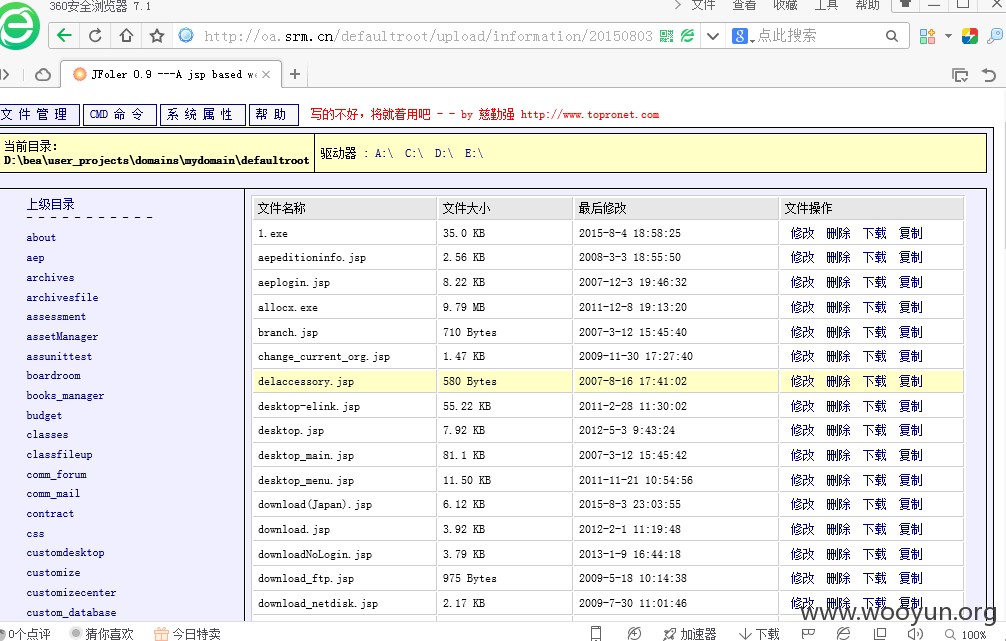 360安全浏览器 7.1 文件 查看 收藏 工具 帮助
http://oa.srm.cn/defaultroot/upload/information/20150803 点此搜索
JFoler 0.9 ---A jsp based we
文件管理 CMD命令 系统属性 帮助 写的不好，将就着用吧 - - by 慈勤强 http://www.topronet.com
当前目录：
D:\bea\user_projects\domains\mydomain\defaultroot
驱动器 : A:\ C:\ D:\ E:\
上级目录
- - - - - - - - - - -
about
aep
archives
archivesfile
assessment
assetManager
assunittest
boardroom
books_manager
budget
classes
classfileup
comm_forum
comm_mail
contract
css
customdesktop
customize
customizecenter
custom_database
文件名称 文件大小 最后修改 文件操作
1.exe 35.0 KB 2015-8-4 18:58:25 修改 删除 下载 复制
aepeditioninfo.jsp 2.56 KB 2008-3-3 18:55:50 修改 删除 下载 复制
aeplogin.jsp 8.22 KB 2007-12-3 19:46:32 修改 删除 下载 复制
allocx.exe 9.79 MB 2011-12-8 19:13:20 修改 删除 下载 复制
branch.jsp 710 Bytes 2007-3-12 15:45:40 修改 删除 下载 复制
change_current_org.jsp 1.47 KB 2009-11-30 17:27:40 修改 删除 下载 复制
delaccessory.jsp 580 Bytes 2007-8-16 17:41:02 修改 删除 下载 复制
desktop-elink.jsp 55.22 KB 2011-2-28 11:30:02 修改 删除 下载 复制
desktop.jsp 7.92 KB 2012-5-3 9:43:24 修改 删除 下载 复制
desktop_main.jsp 81.1 KB 2007-3-12 15:45:42 修改 删除 下载 复制
desktop_menu.jsp 11.50 KB 2011-11-21 10:54:56 修改 删除 下载 复制
download(Japan).jsp 6.12 KB 2015-8-3 23:03:55 修改 删除 下载 复制
download.jsp 3.92 KB 2012-2-1 11:19:48 修改 删除 下载 复制
downloadNoLogin.jsp 3.79 KB 2013-1-9 16:44:18 修改 删除 下载 复制
download_ftp.jsp 975 Bytes 2009-5-18 10:14:38 修改 删除 下载 复制
download_netdisk.jsp 2.17 KB 2009-7-30 11:01:46 修改 删除 下载 复制
www.wooyun.org
0个点评 猜你喜欢 今日特卖 加速器 下载 100%